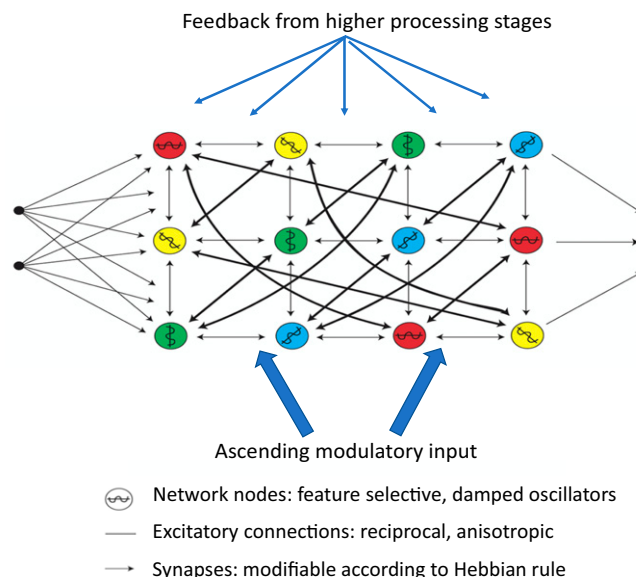 Feedback from higher processing stages
Ascending modulatory input
Network nodes: feature selective, damped oscillators
Excitatory connections: reciprocal, anisotropic
Synapses: modifiable according to Hebbian rule